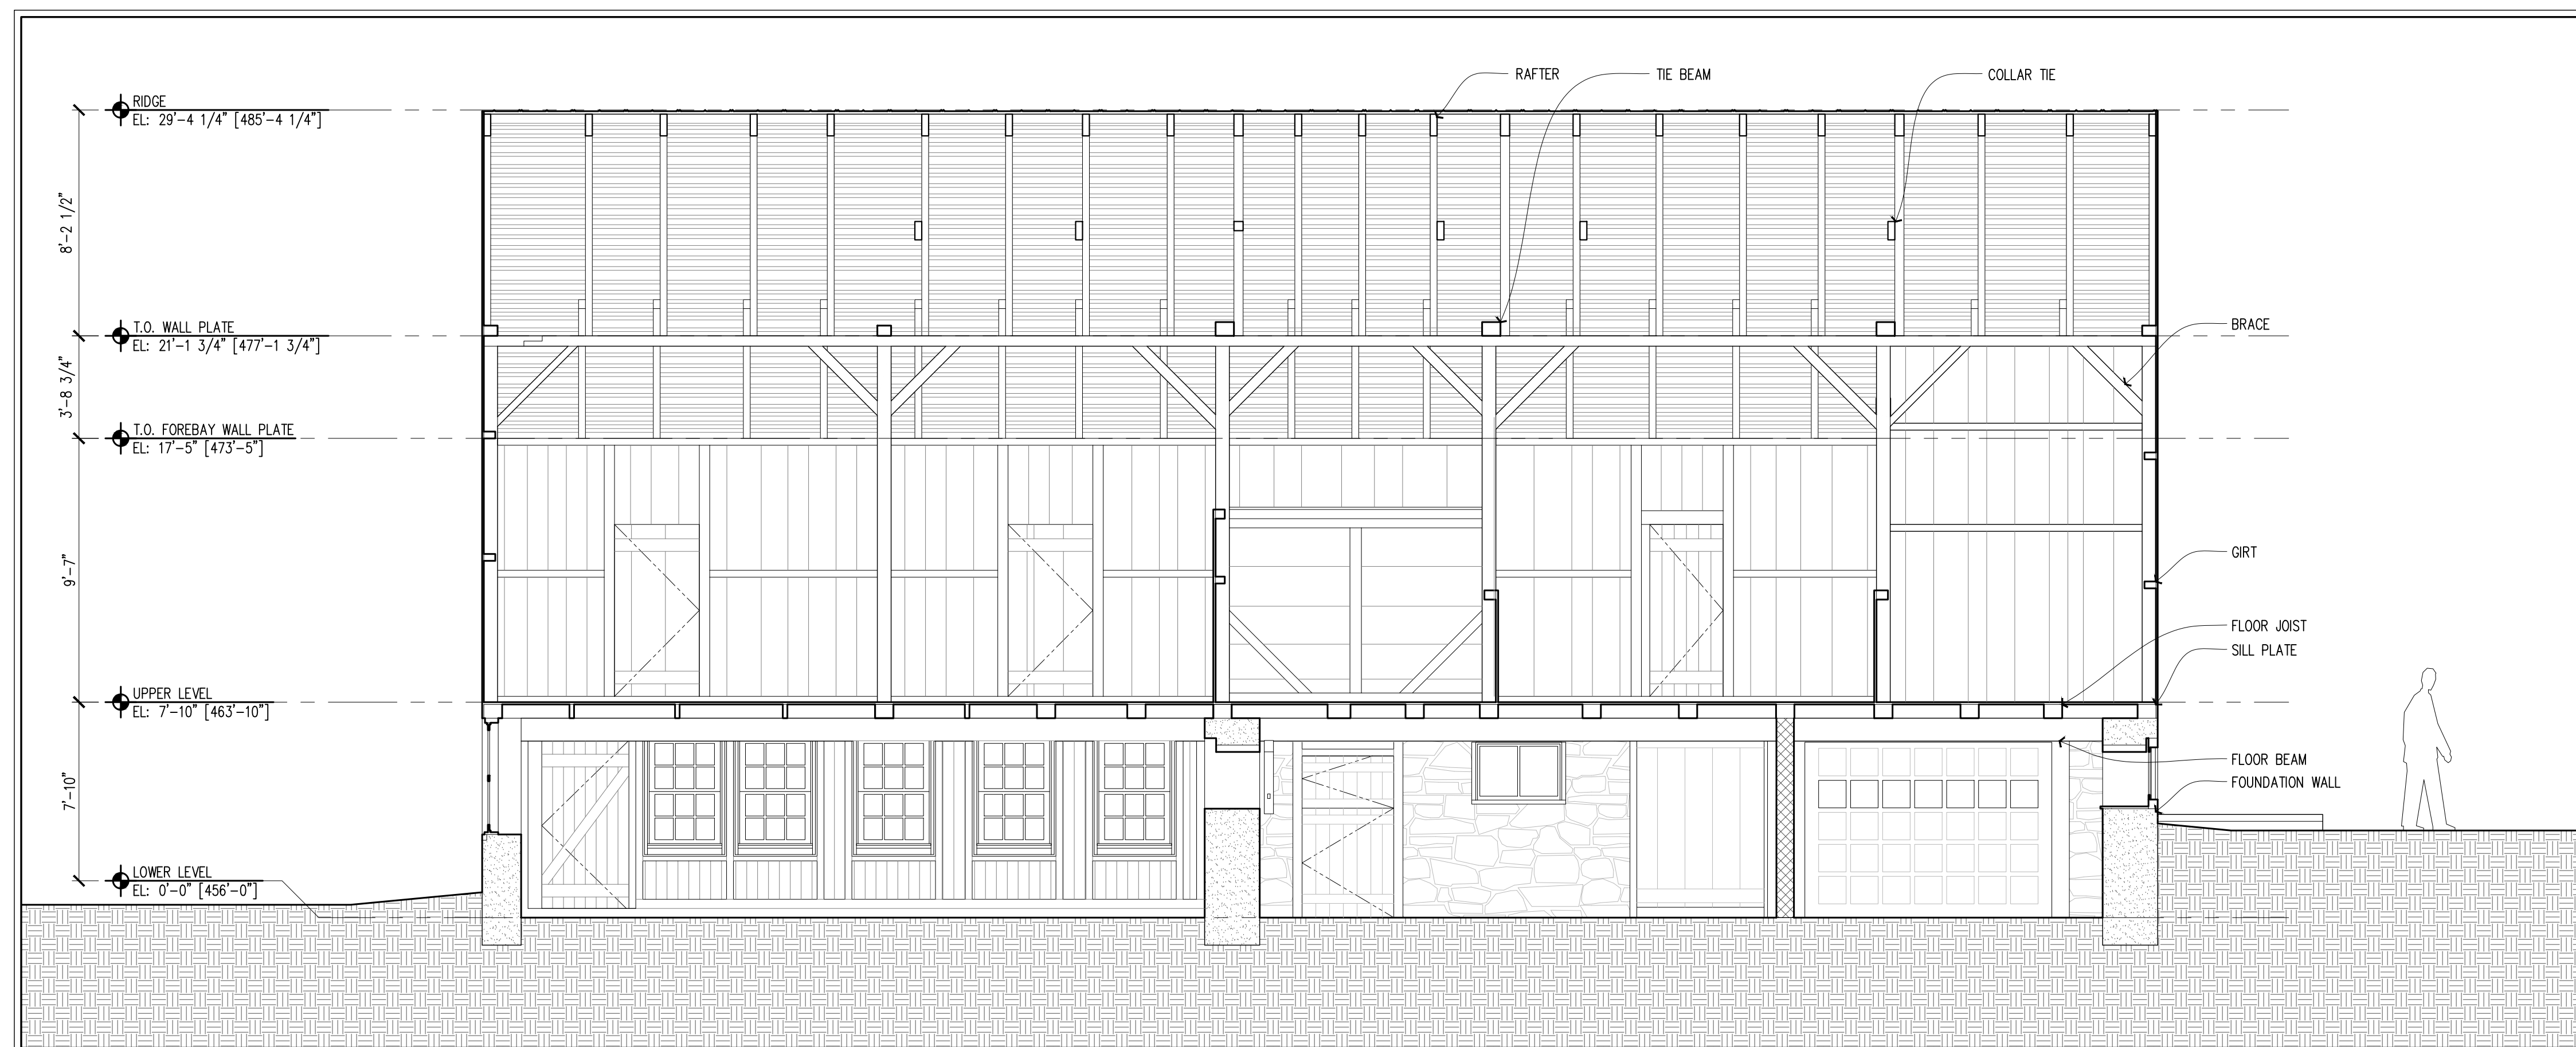 RAFTER
TIE BEAM
COLLAR TIE
RIDGE
EL: 29'-4 1/4" [485'-4 1/4"]
8'-2 1/2"
T.O. WALL PLATE
EL: 21'-1 3/4" [477'-1 3/4"]
BRACE
3'-8 3/4"
T.O. FOREBAY WALL PLATE
EL: 17'-5" [473'-5"]
9'-7"
GIRT
FLOOR JOIST
SILL PLATE
UPPER LEVEL
EL: 7'-10" [463'-10"]
7'-10"
FLOOR BEAM
FOUNDATION WALL
LOWER LEVEL
EL: 0'-0" [456'-0"]